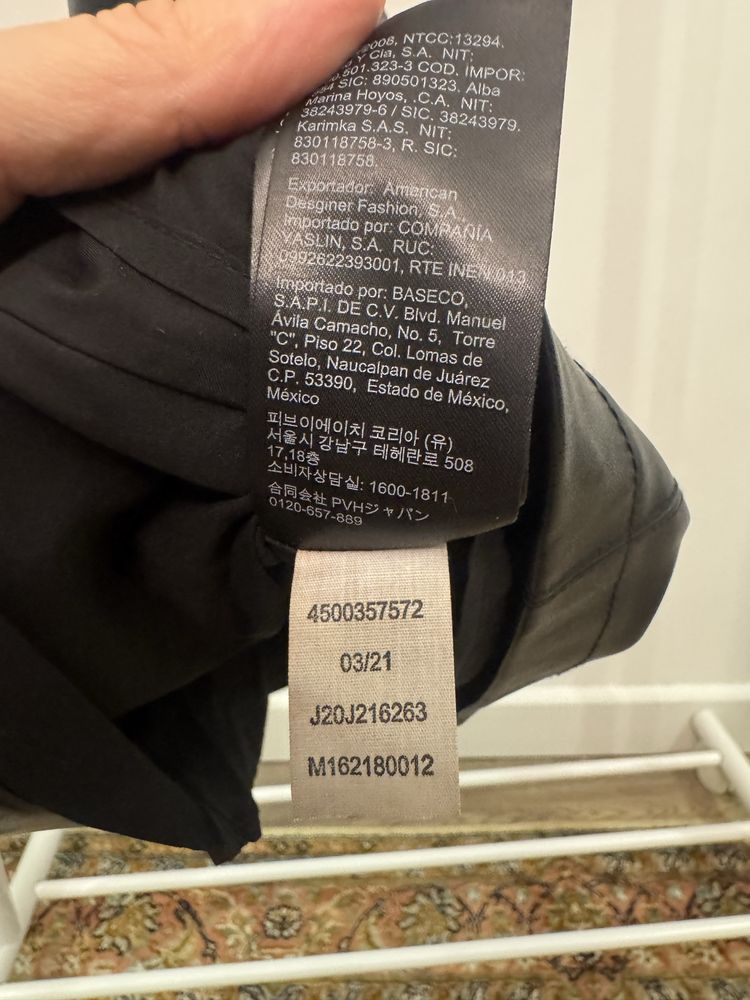 2008, NTCC:13294.
Y Cia, S.A. NIT:
.501.323-3 COD. IMPOR:
SIC: 890501323. Alba
Marina Hoyos, .C.A. NIT:
38243979-6 / SIC. 38243979.
Karimka S.A.S. NIT:
830118758-3, R. SIC:
830118758.
Exportador: American
Desginer Fashion, S.A.
Importado por: COMPAÑIA
YASLIN, S.A. RUC:
0992622393001, RTE INEN 013
Importado por: BASECO,
S.A.P.I. DE C.V. Blvd. Manuel
Ávila Camacho, No. 5, Torre
"C", Piso 22, Col. Lomas de
Sotelo, Naucalpan de Juárez
C.P. 53390, Estado de México,
México
피브이에이치 코리아 (유)
서울시 강남구 테헤란로 508
17,18층
소비자상담실: 1600-1811
合同会社 PVHジャパン
0120-657-889
4500357572
03/21
J20J216263
M162180012